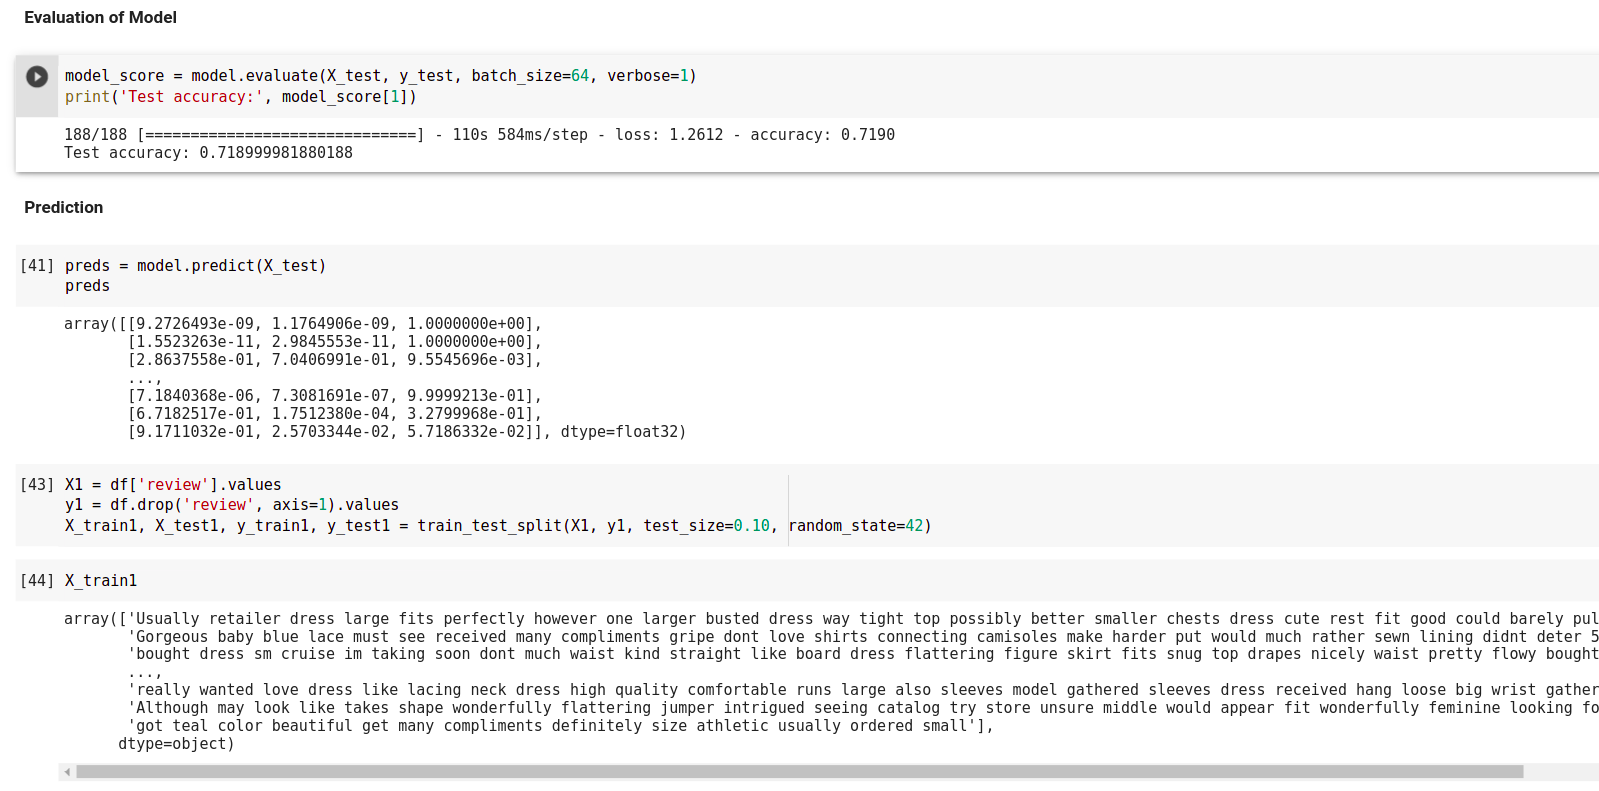 Evaluation of Model
model_score = model.evaluate(X_test, y_test, batch_size=64, verbose=1)
print('Test accuracy:', model_score[1])
188/188 [==============================] - 110s 584ms/step - loss: 1.2612 - accuracy: 0.7190
Test accuracy: 0.718999981880188
Prediction
[41] preds = model.predict(X_test)
preds
array([[9.2726493e-09, 1.1764906e-09, 1.0000000e+00],
[1.5523263e-11, 2.9845553e-11, 1.0000000e+00],
[2.8637558e-01, 7.0406991e-01, 9.5545696e-03],
...,
[7.1840368e-06, 7.3081691e-07, 9.9999213e-01],
[6.7182517e-01, 1.7512380e-04, 3.2799968e-01],
[9.1711032e-01, 2.5703344e-02, 5.7186332e-02]], dtype=float32)
[43] X1 = df['review'].values
y1 = df.drop('review', axis=1).values
X_train1, X_test1, y_train1, y_test1 = train_test_split(X1, y1, test_size=0.10, random_state=42)
[44] X_train1
array(['Usually retailer dress large fits perfectly however one larger busted dress way tight top possibly better smaller chests dress cute rest fit good could barely pul
'Gorgeous baby blue lace must see received many compliments gripe dont love shirts connecting camisoles make harder put would much rather sewn lining didnt deter 5
'bought dress sm cruise im taking soon dont much waist kind straight like board dress flattering figure skirt fits snug top drapes nicely waist pretty flowy bought
...,
'really wanted love dress like lacing neck dress high quality comfortable runs large also sleeves model gathered sleeves dress received hang loose big wrist gather
'Although may look like takes shape wonderfully flattering jumper intrigued seeing catalog try store unsure middle would appear fit wonderfully feminine looking fo
'got teal color beautiful get many compliments definitely size athletic usually ordered small'],
dtype=object)